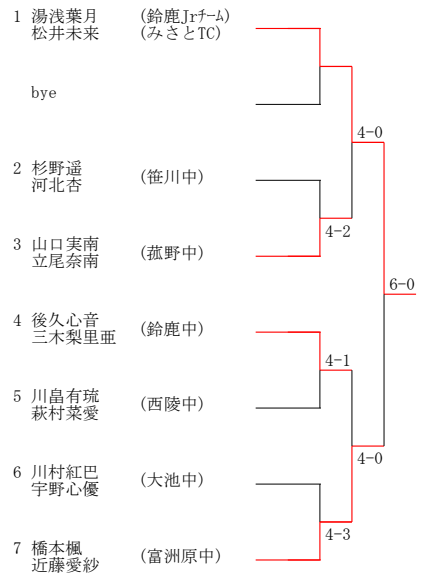 1 湯浅葉月 (鈴鹿Jrチーム)
松井未来 (みさとTC)
bye
4-0
2 杉野遥
河北杏 (笹川中)
4-2
3 山口実南
立尾奈南 (菰野中)
6-0
4 後久心音
三木梨里亜 (鈴鹿中)
4-1
5 川畠有琉
萩村菜愛 (西陵中)
4-0
6 川村紅巴
宇野心優 (大池中)
4-3
7 橋本楓
近藤愛紗 (富洲原中)